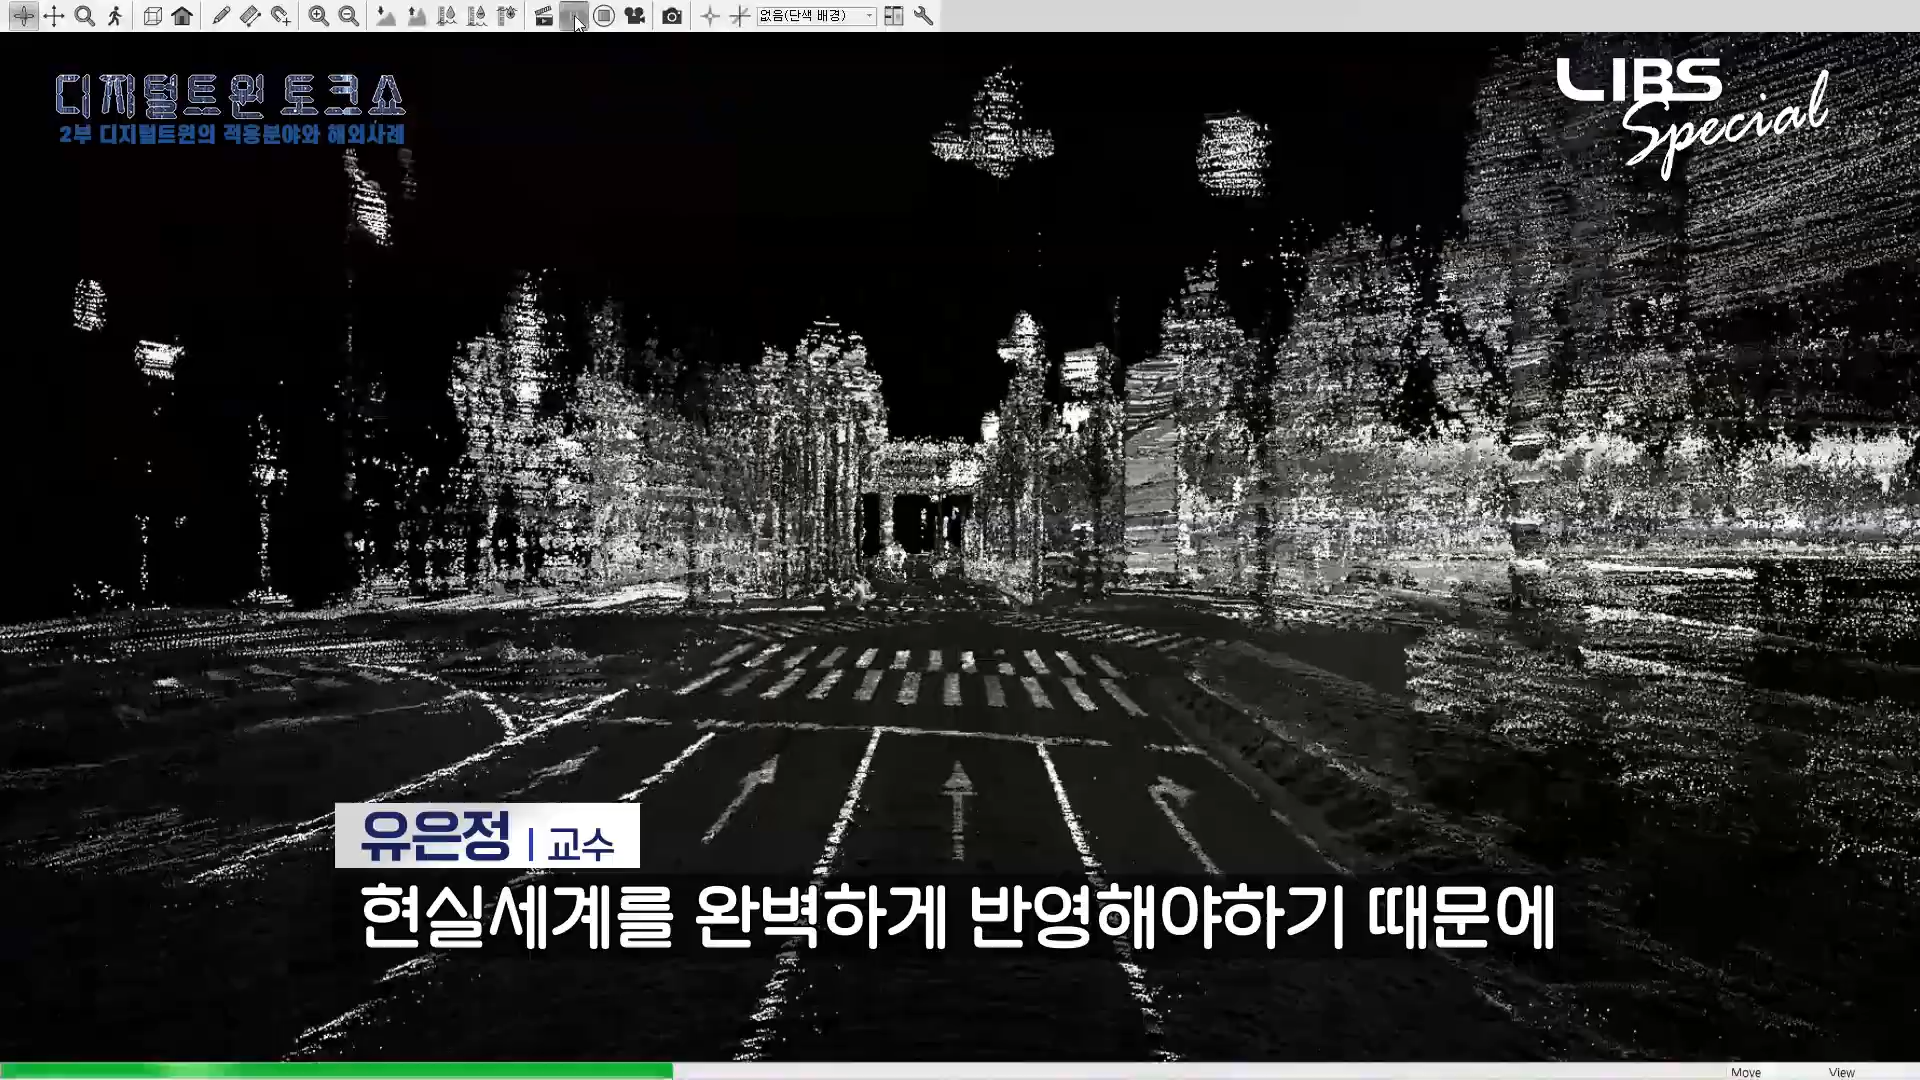 없음(단색 배경)
디지털트윈 토크쇼
2부 디지털트윈의 적용분야와 해외사례
LIBS
Special
유은정 | 교수
현실세계를 완벽하게 반영해야하기 때문에
Move View